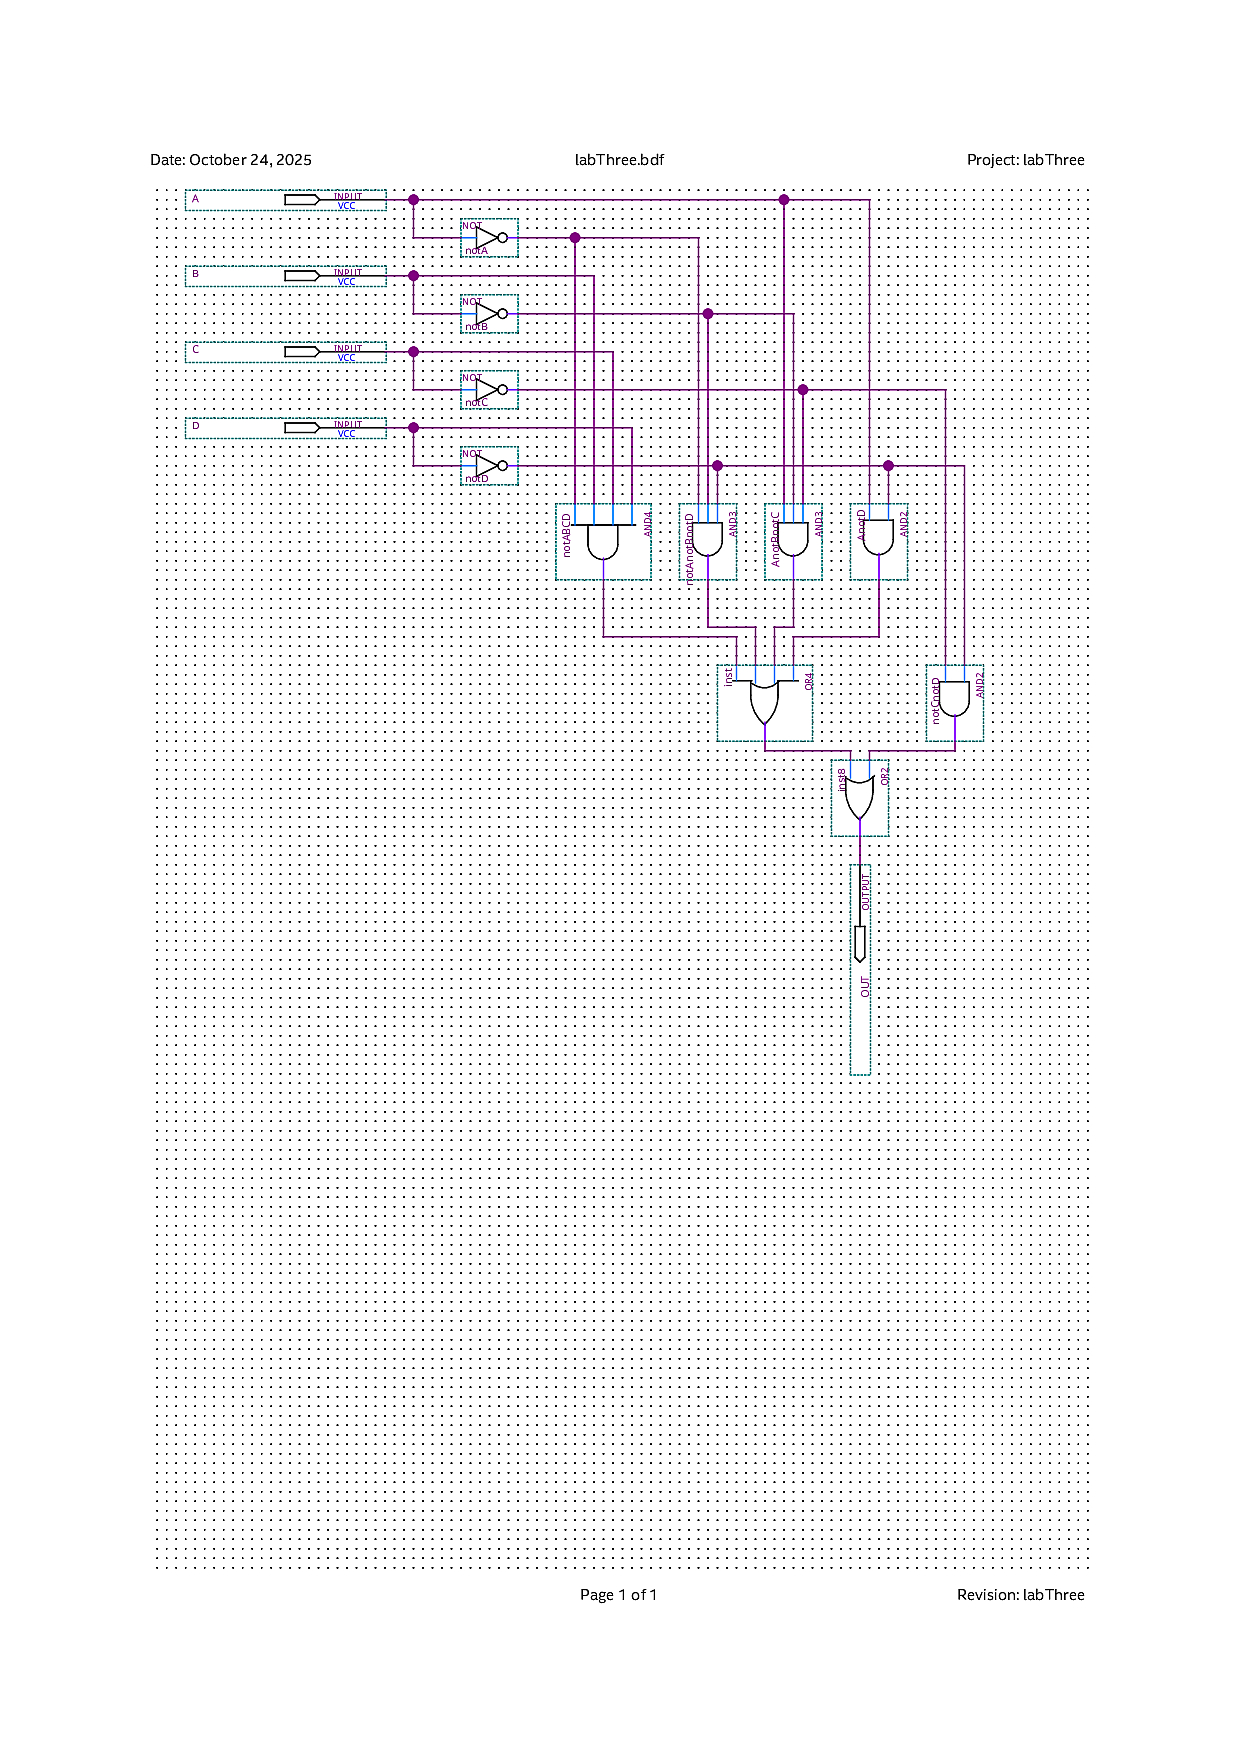 Date: October 24, 2025 labThree.bdf Project: labThree
A INPUT
VCC
NOT
notA
B INPUT
VCC
NOT
notB
C INPUT
VCC
NOT
notC
D INPUT
VCC
NOT
notD
notABCD AND4
notAnotBnotD AND3
AnotBnotC AND3
AnotD AND2
inst OR4
notCnotD AND2
inst8 OR2
OUTPUT
OUT
Page 1 of 1 Revision: labThree